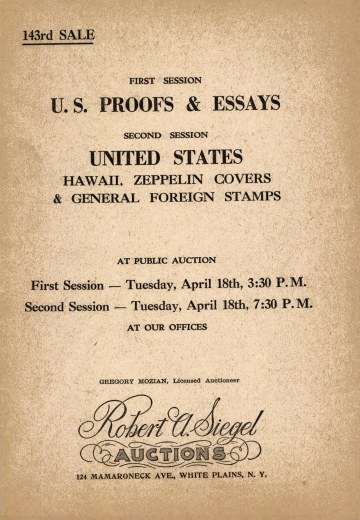 143rd SALE
FIRST SESSION
U. S. PROOFS & ESSAYS
SECOND SESSION
UNITED STATES
HAWAII, ZEPPELIN COVERS
& GENERAL FOREIGN STAMPS
AT PUBLIC AUCTION
First Session — Tuesday, April 18th, 3:30 P. M.
Second Session — Tuesday, April 18th, 7:30 P. M.
AT OUR OFFICES
GREGORY MOZIAN, Licensed Auctioneer
Robert A. Siegel
AUCTIONS
124 MAMARONECK AVE., WHITE PLAINS, N. Y.